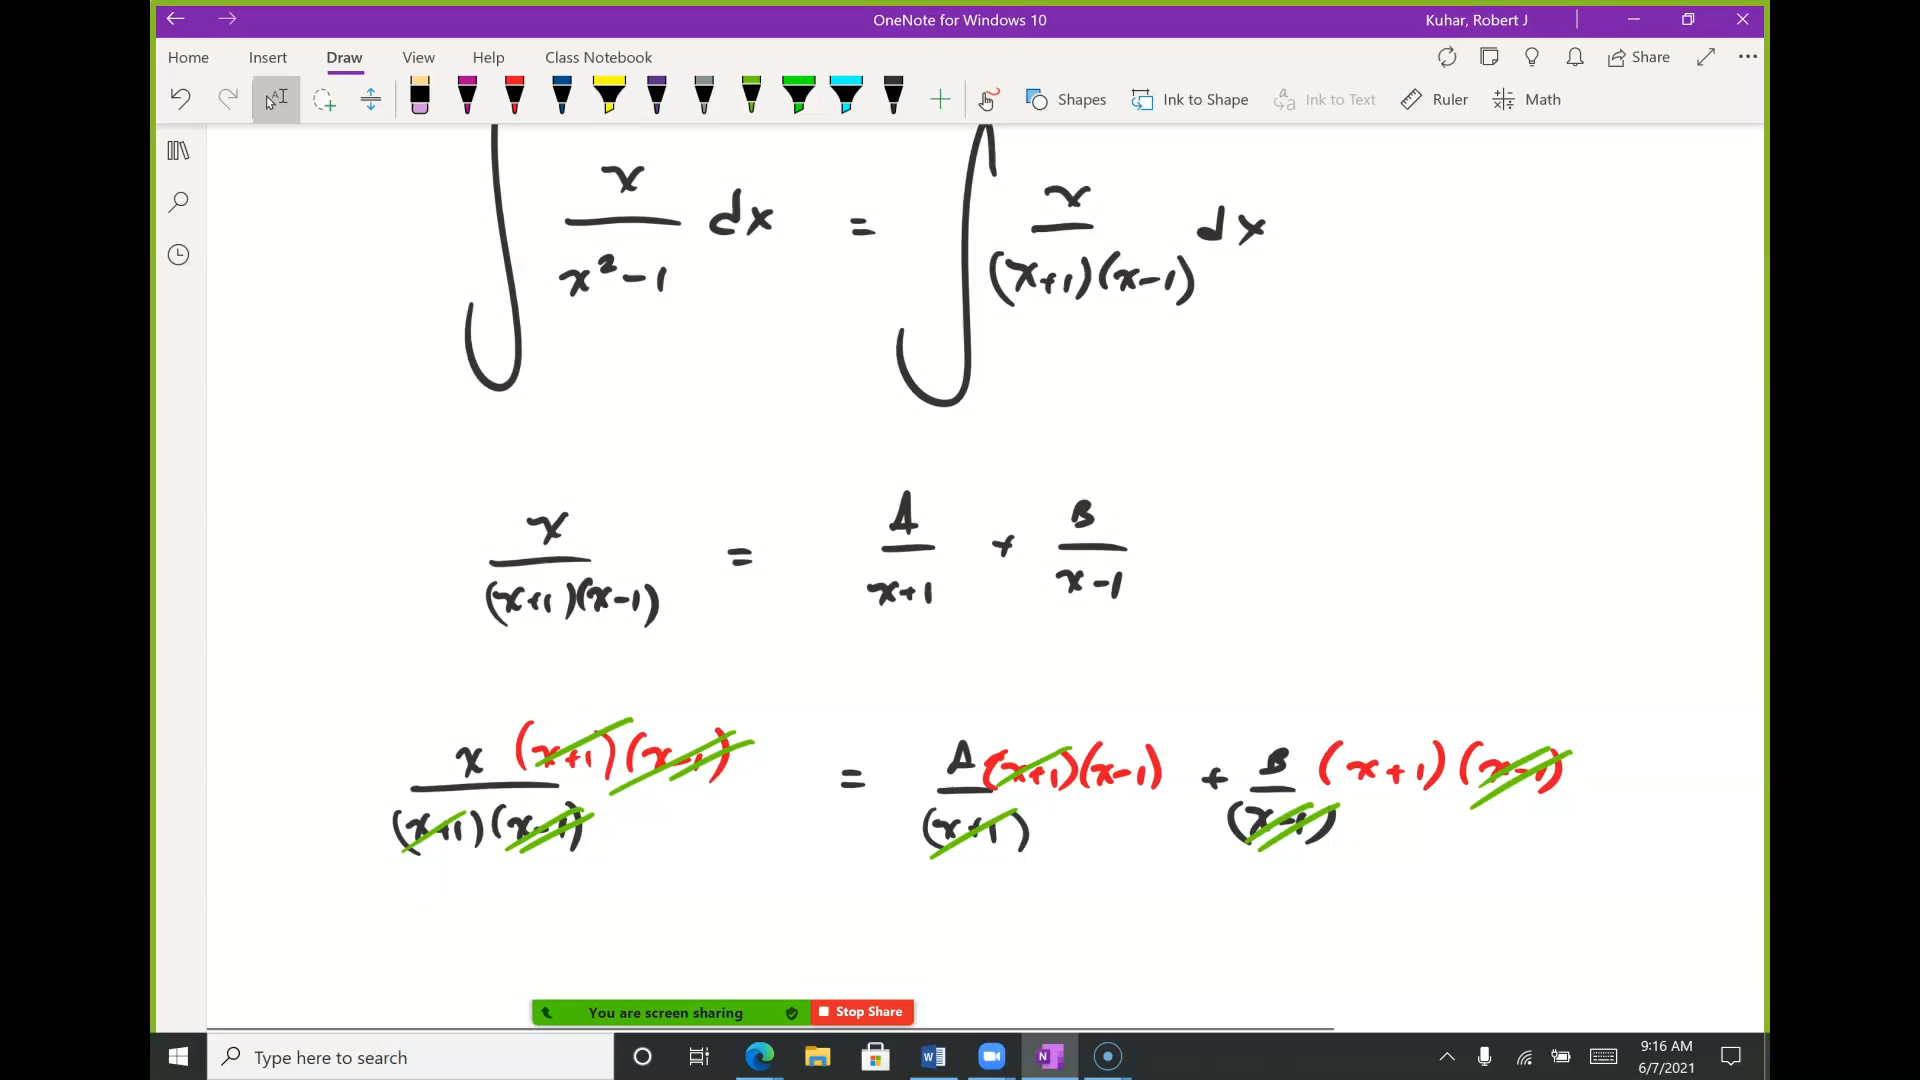 OneNote for Windows 10
Kuhar, Robert J
Home Insert Draw View Help Class Notebook
Share
Shapes Ink to Shape Ink to Text Ruler Math
∫ x/(x²-1) dx = ∫ x/((x+1)(x-1)) dx
x/((x+1)(x-1)) = A/(x+1) + B/(x-1)
x(x+1)(x-1)/((x+1)(x-1)) = A(x+1)(x-1)/(x+1) + B(x+1)(x-1)/(x-1)
You are screen sharing Stop Share
Type here to search
9:16 AM
6/7/2021